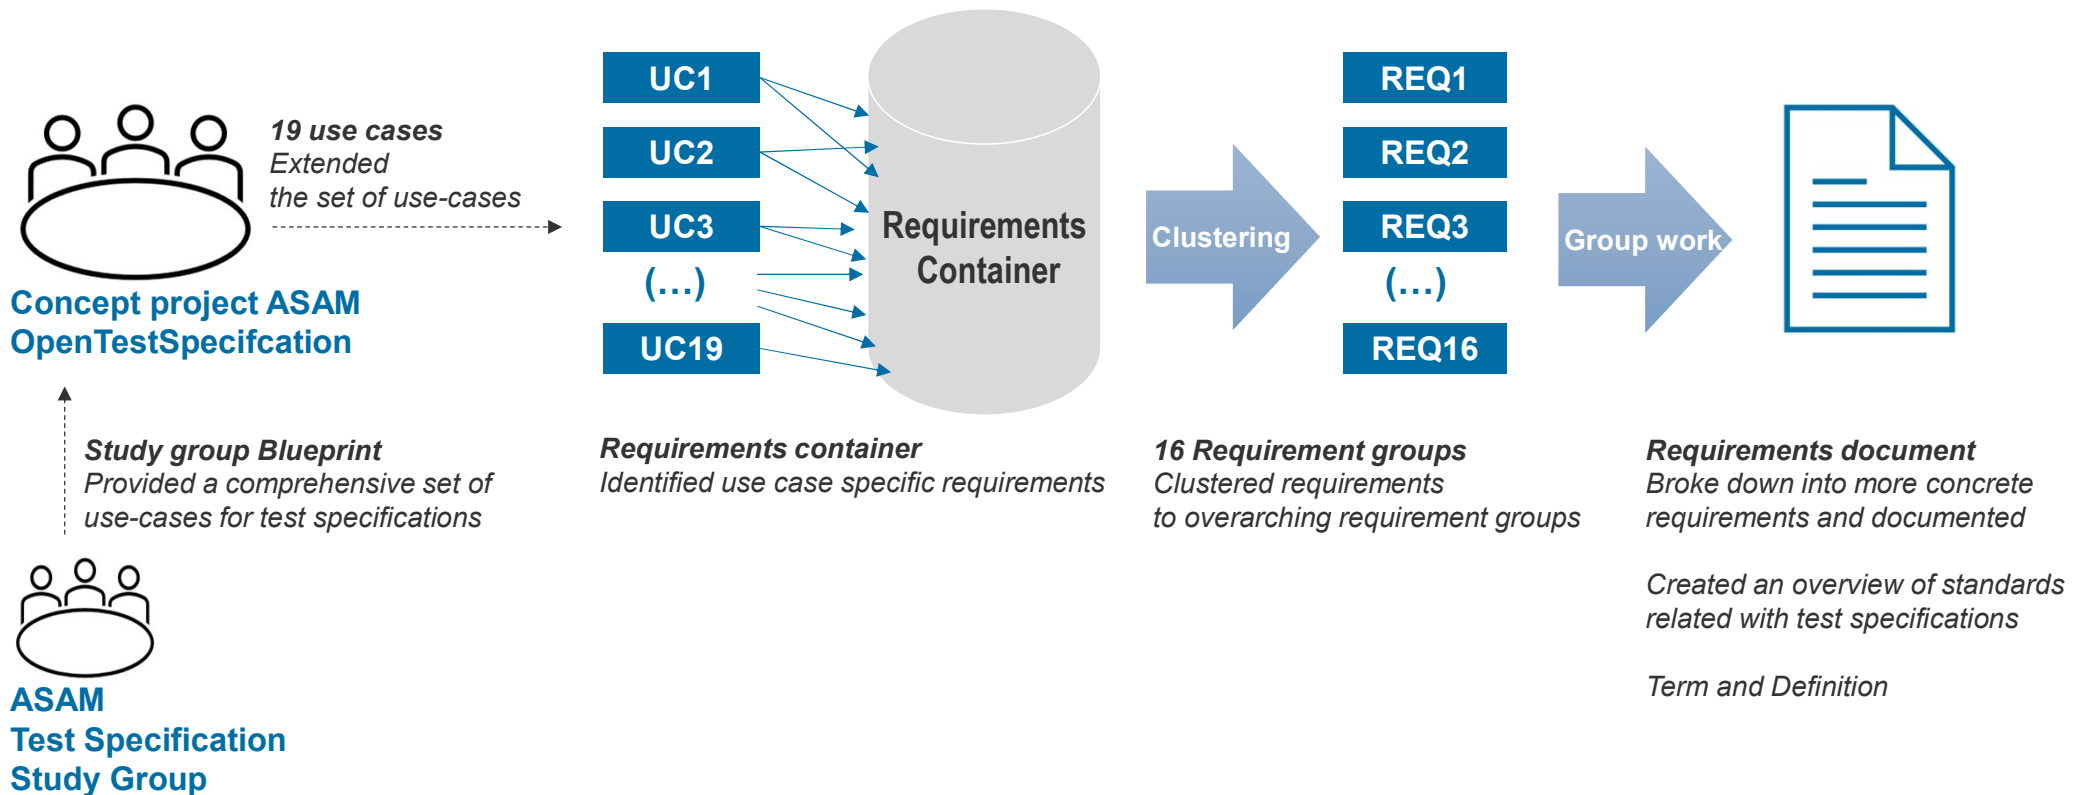 19 use cases
Extended
the set of use-cases
Concept project ASAM
OpenTestSpecifcation
Study group Blueprint
Provided a comprehensive set of
use-cases for test specifications
ASAM
Test Specification
Study Group
UC1
UC2
UC3
(...)
UC19
Requirements
Container
Requirements container
Identified use case specific requirements
Clustering
REQ1
REQ2
REQ3
(...)
REQ16
16 Requirement groups
Clustered requirements
to overarching requirement groups
Group work
Requirements document
Broke down into more concrete
requirements and documented
Created an overview of standards
related with test specifications
Term and Definition